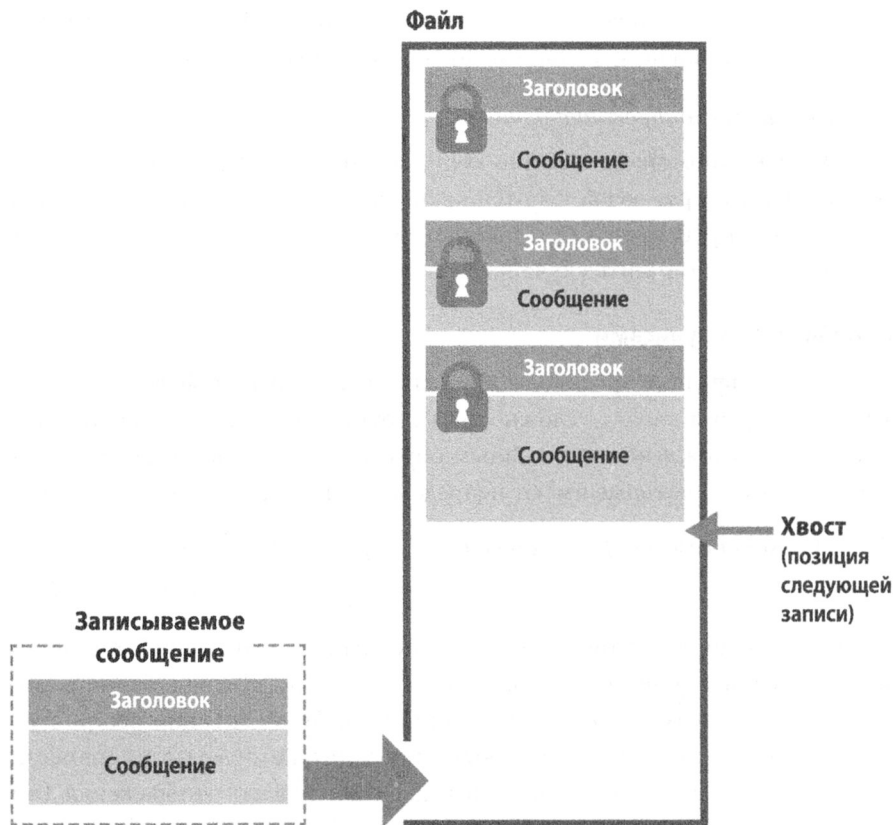 Файл
Заголовок
Сообщение
Заголовок
Сообщение
Заголовок
Сообщение
Хвост
(позиция
следующей
записи)
Записываемое
сообщение
Заголовок
Сообщение